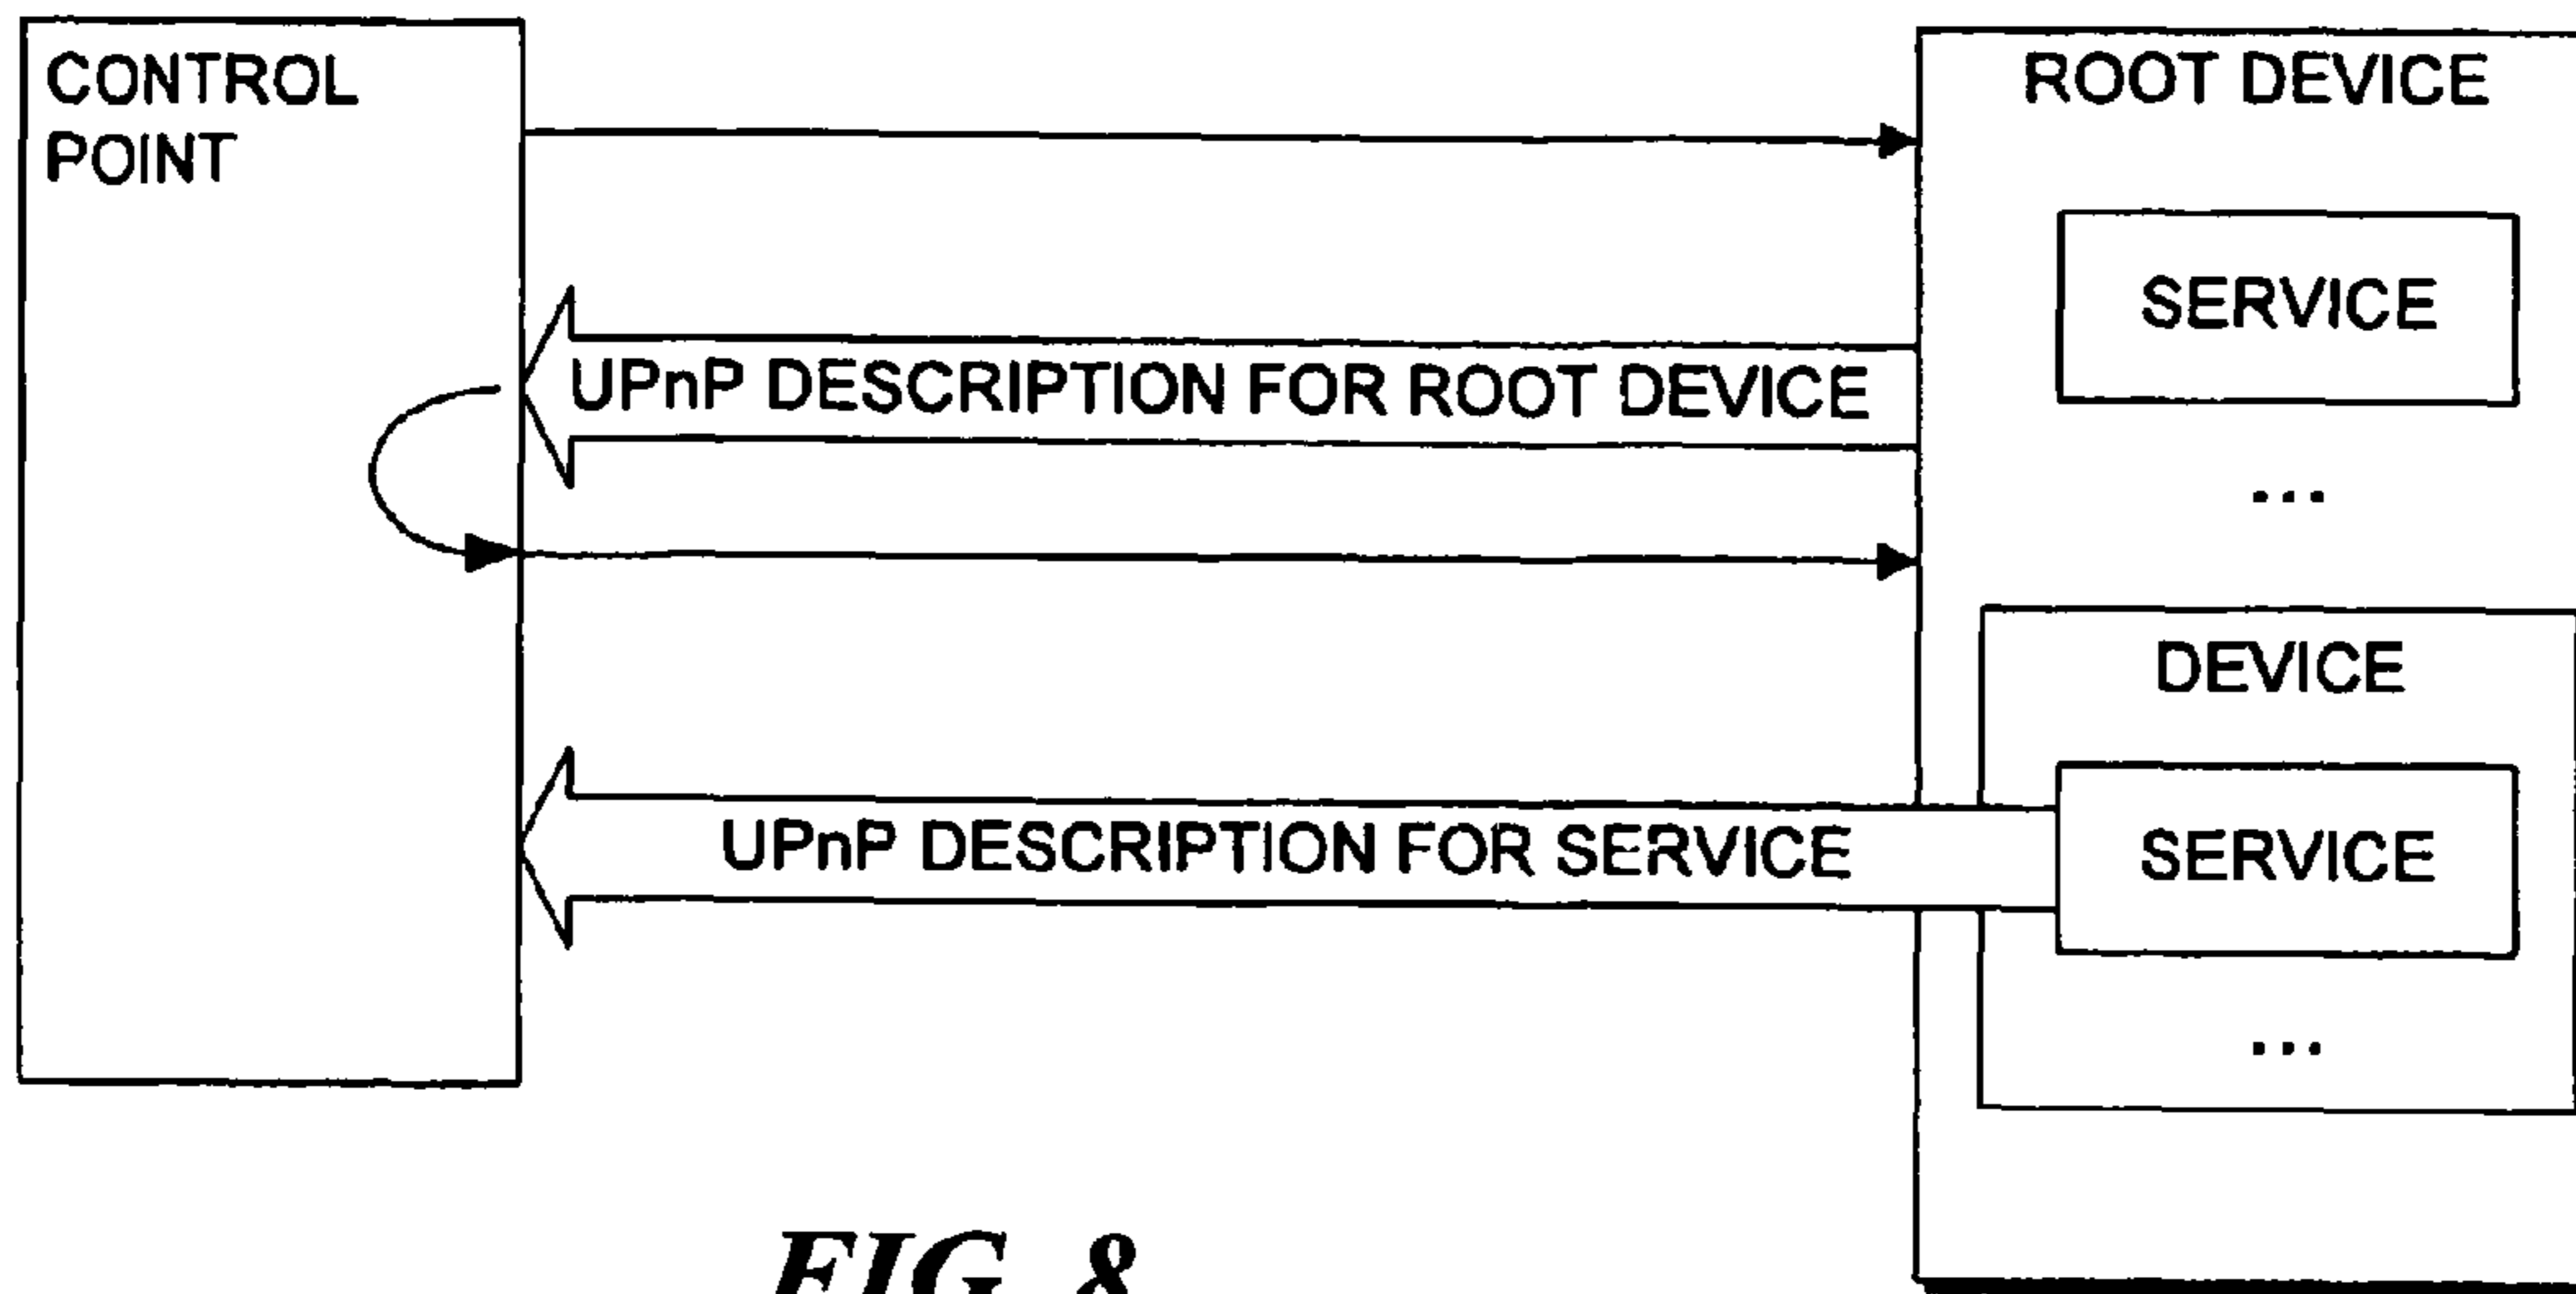 CONTROL
POINT
ROOT DEVICE
SERVICE
UPnP DESCRIPTION FOR ROOT DEVICE
...
DEVICE
UPnP DESCRIPTION FOR SERVICE
SERVICE
...
FIG. 8